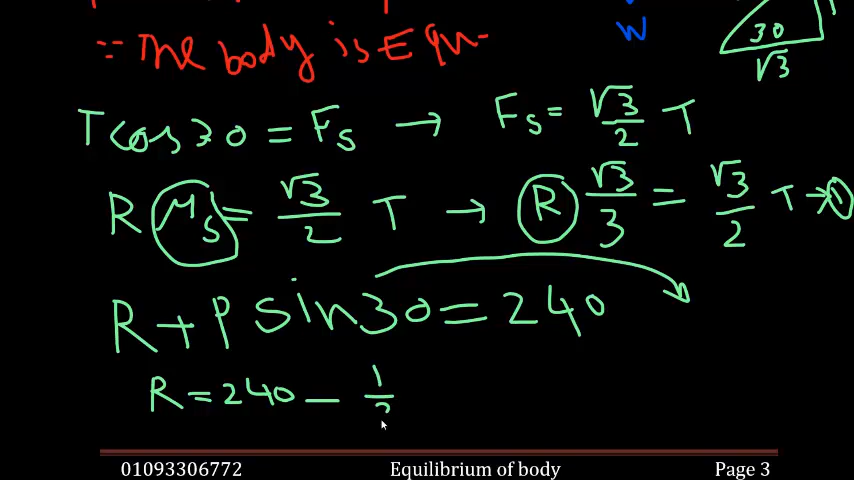 ∵ The body is Equ.
W
30
√3
T cos 30 = Fs → Fs = √3/2 T
R μs = √3/2 T → R √3/3 = √3/2 T → 1
R + P sin 30 = 240
R = 240 − 1/2
01093306772 Equilibrium of body Page 3